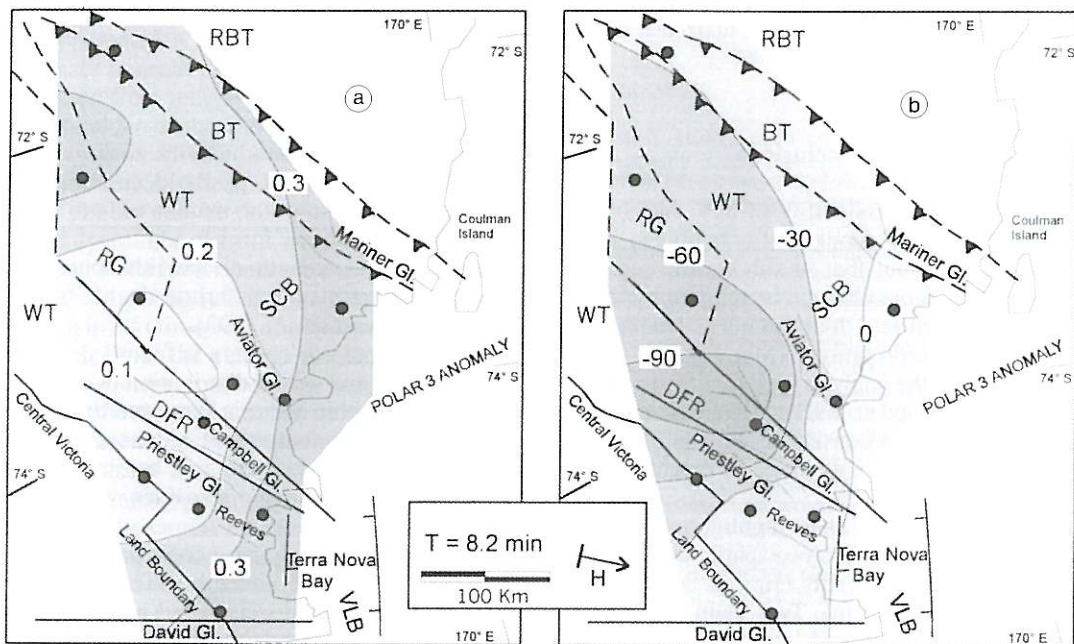 170° E
72° S
RBT
a
72° S
BT
0.3
WT
Mariner Gl.
Coulman
Island
0.2
RG
SCB
WT
Aviator Gl.
0.1
POLAR 3 ANOMALY
DFR
Campbell Gl.
Central Victoria
Priestley Gl.
74° S
Reeves
0.3
Land Boundary
Terra Nova
Bay
VLB
David Gl.
170° E
T = 8.2 min
H
100 Km
170° E
72° S
RBT
b
72° S
BT
WT
-30
Mariner Gl.
Coulman
Island
-60
RG
SCB
0
WT
Aviator Gl.
74° S
-90
POLAR 3 ANOMALY
DFR
Campbell Gl.
Central Victoria
Priestley Gl.
74° S
Reeves
Land Boundary
Terra Nova
Bay
VLB
David Gl.
170° E